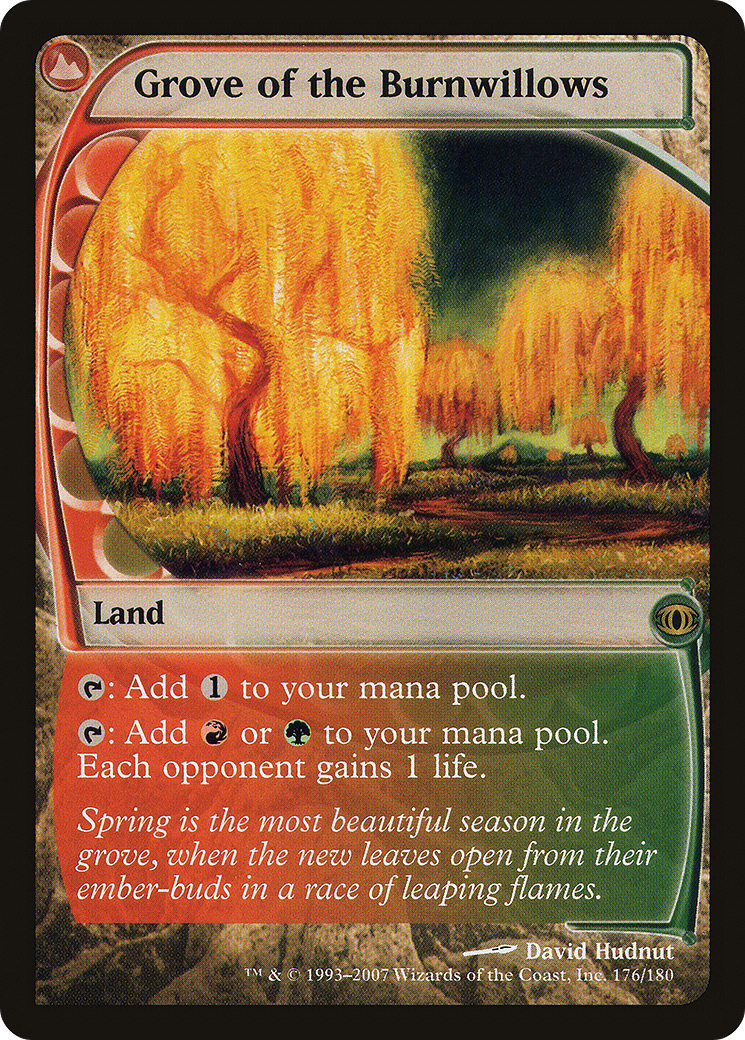 Grove of the Burnwillows
Land
: Add 1 to your mana pool.
: Add or to your mana pool.
Each opponent gains 1 life.
Spring is the most beautiful season in the
grove, when the new leaves open from their
ember-buds in a race of leaping flames.
David Hudnut
™ & © 1993–2007 Wizards of the Coast, Inc. 176/180